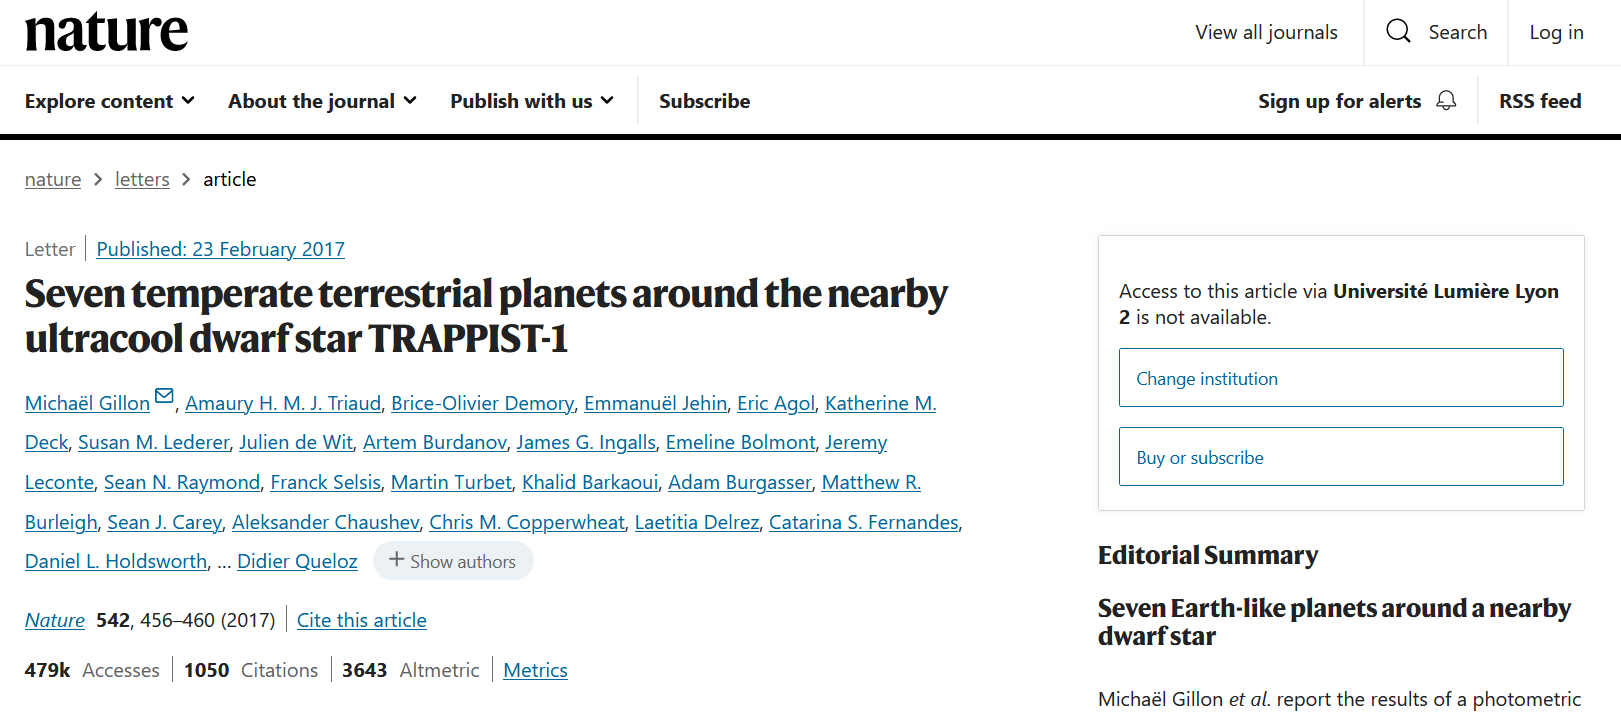 nature
View all journals
Search
Log in
Explore content
About the journal
Publish with us
Subscribe
Sign up for alerts
RSS feed
nature > letters > article
Letter | Published: 23 February 2017
Seven temperate terrestrial planets around the nearby
ultracool dwarf star TRAPPIST-1
Michaël Gillon, Amaury H. M. J. Triaud, Brice-Olivier Demory, Emmanuël Jehin, Eric Agol, Katherine M.
Deck, Susan M. Lederer, Julien de Wit, Artem Burdanov, James G. Ingalls, Emeline Bolmont, Jeremy
Leconte, Sean N. Raymond, Franck Selsis, Martin Turbet, Khalid Barkaoui, Adam Burgasser, Matthew R.
Burleigh, Sean J. Carey, Aleksander Chaushev, Chris M. Copperwheat, Laetitia Delrez, Catarina S. Fernandes,
Daniel L. Holdsworth, … Didier Queloz + Show authors
Nature 542, 456–460 (2017) | Cite this article
479k Accesses | 1050 Citations | 3643 Altmetric | Metrics
Access to this article via Université Lumière Lyon
2 is not available.
Change institution
Buy or subscribe
Editorial Summary
Seven Earth-like planets around a nearby
dwarf star
Michaël Gillon et al. report the results of a photometric